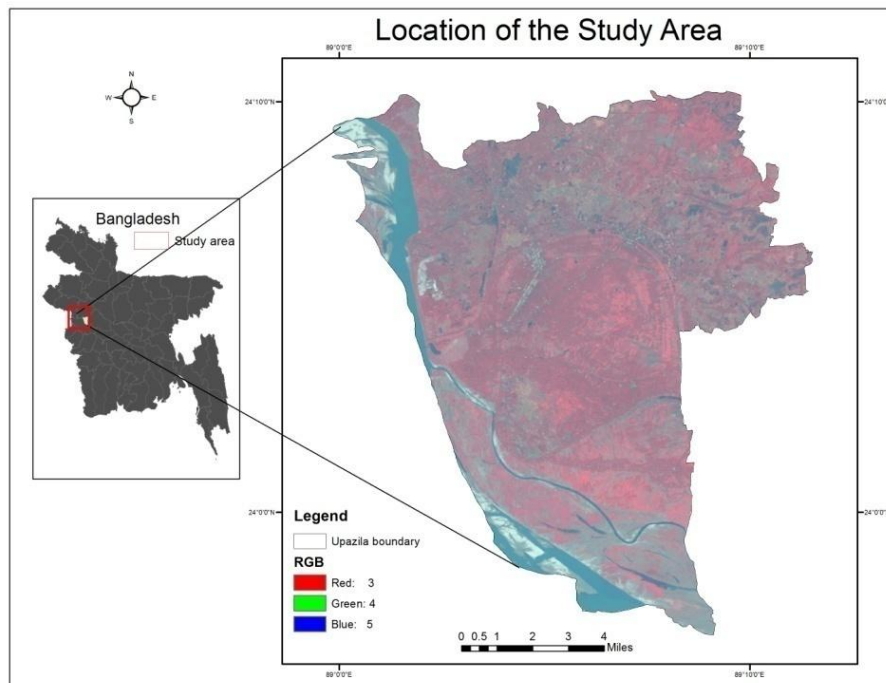 Location of the Study Area
89°0'0"E
89°10'0"E
N
W
E
S
24°10'0"N
24°10'0"N
Bangladesh
Study area
24°0'0"N
24°0'0"N
Legend
Upazila boundary
RGB
Red: 3
Green: 4
Blue: 5
0 0.5 1 2 3 4
Miles
89°0'0"E
89°10'0"E